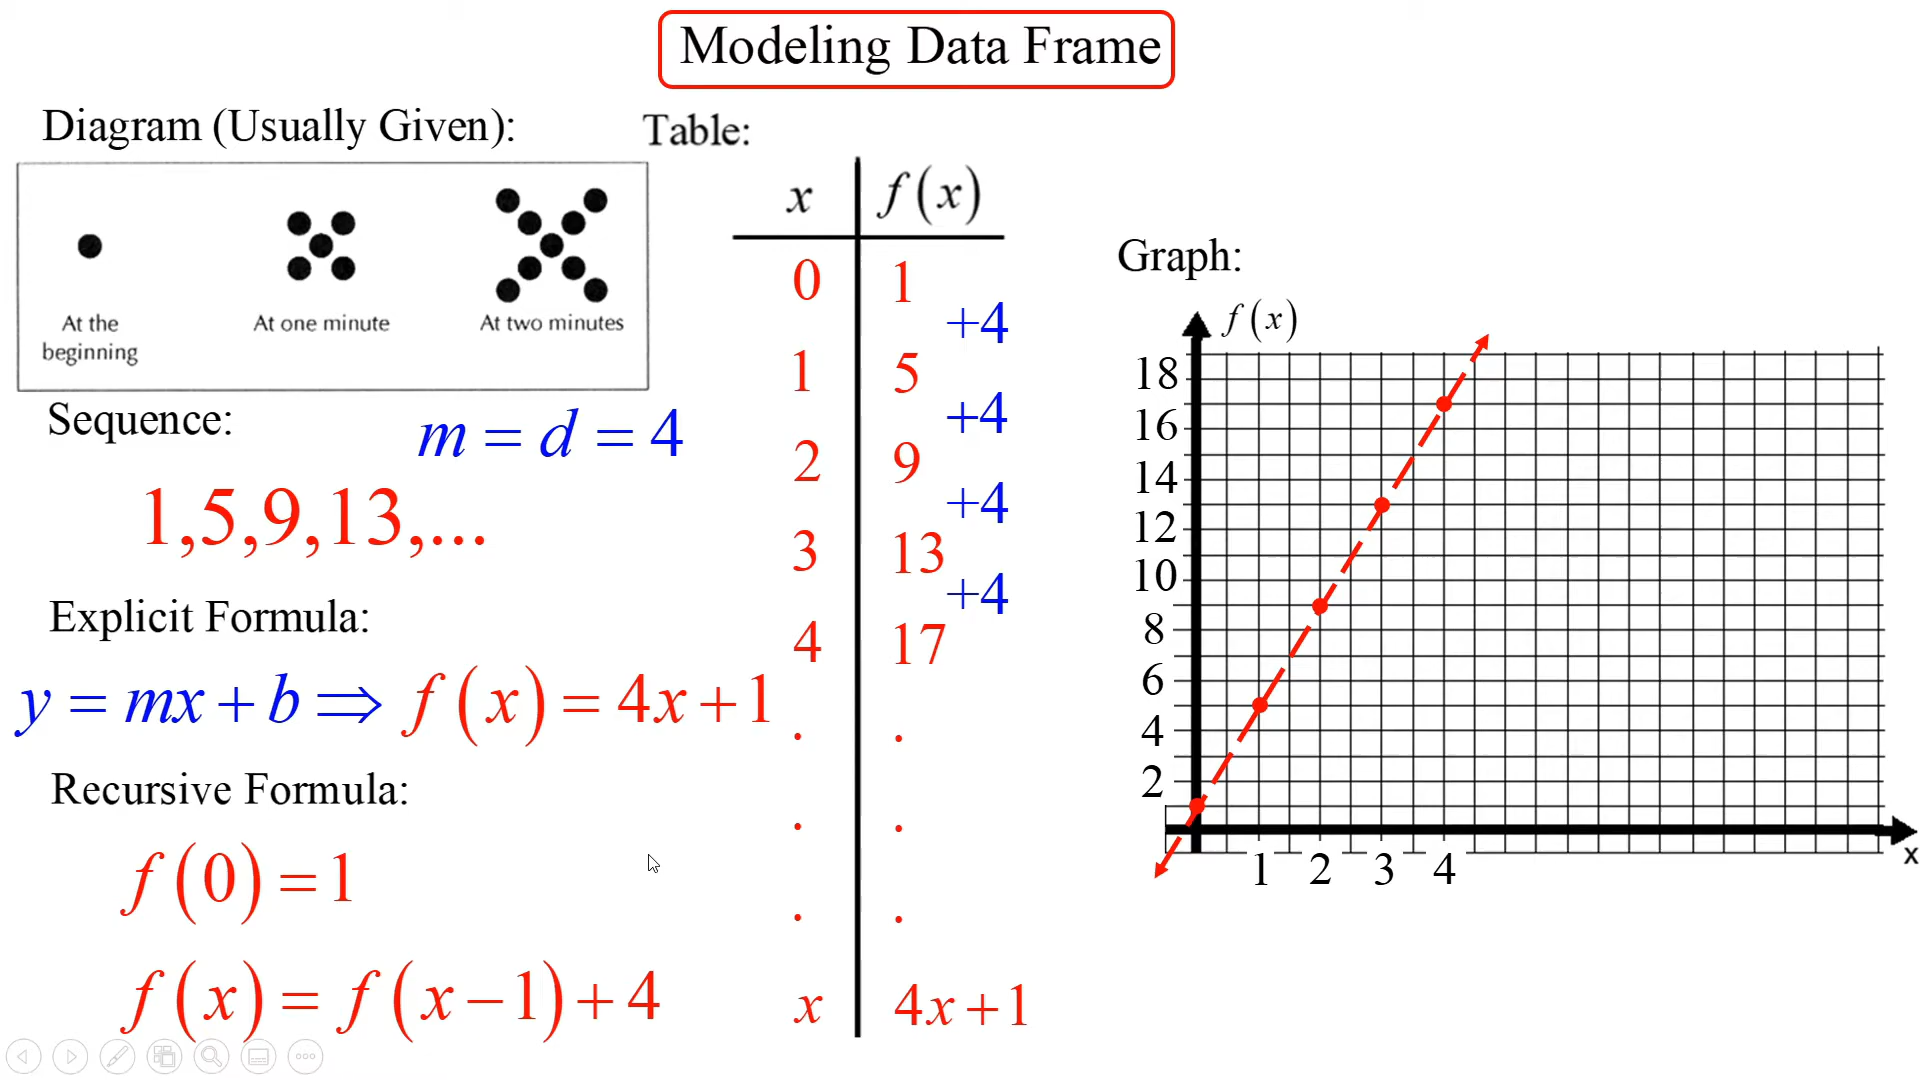 Modeling Data Frame
Diagram (Usually Given):
At the
beginning
At one minute
At two minutes
Sequence:
m = d = 4
1,5,9,13,...
Explicit Formula:
y = mx + b ⇒ f(x) = 4x + 1
Recursive Formula:
f(0) = 1
f(x) = f(x − 1) + 4
Table:
x f(x)
0 1
+4
1 5
+4
2 9
+4
3 13
+4
4 17
. .
. .
. .
x 4x + 1
Graph:
f(x)
18
16
14
12
10
8
6
4
2
1 2 3 4
x